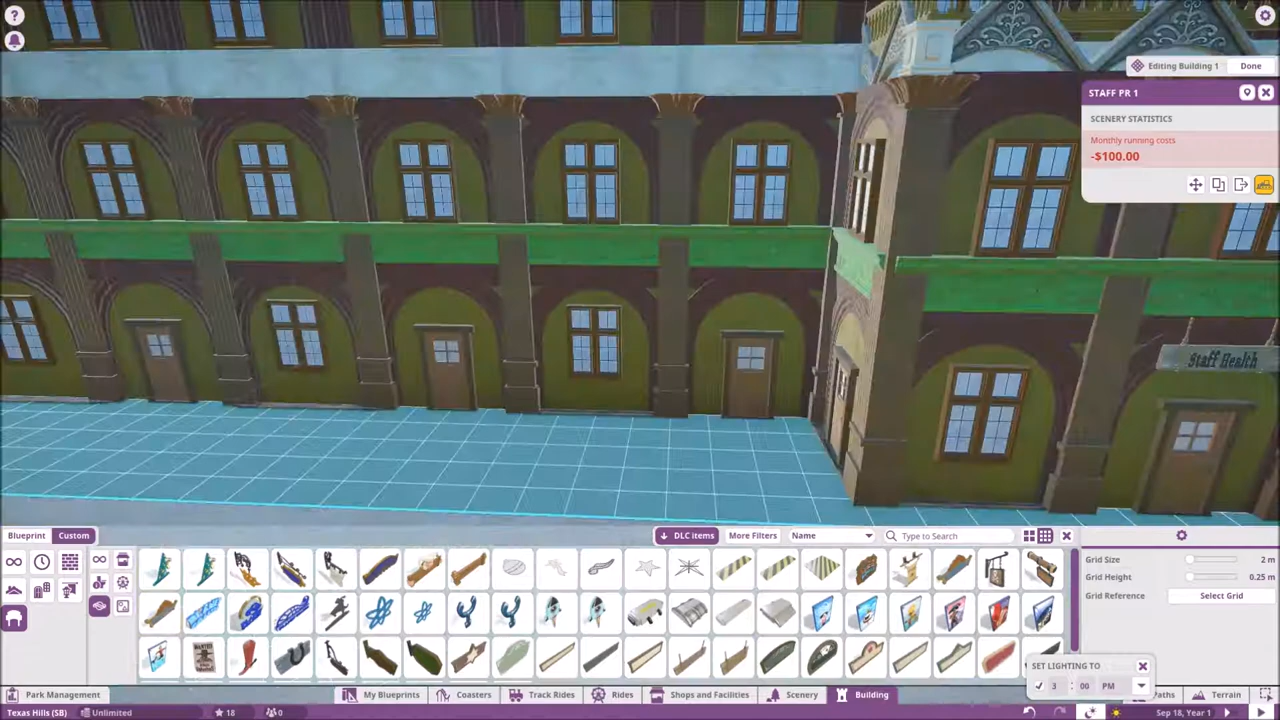 Editing Building 1 Done
STAFF PR 1
SCENERY STATISTICS
Monthly running costs
-$100.00
Staff Health
Blueprint Custom DLC items More Filters Name Type to Search
Grid Size 2 m
Grid Height 0.25 m
Grid Reference Select Grid
WANTED
SET LIGHTING TO
3 : 00 PM
Park Management My Blueprints Coasters Track Rides Rides Shops and Facilities Scenery Building Paths Terrain
Texas Hills (SB) Unlimited 18 0 Sep 18, Year 1